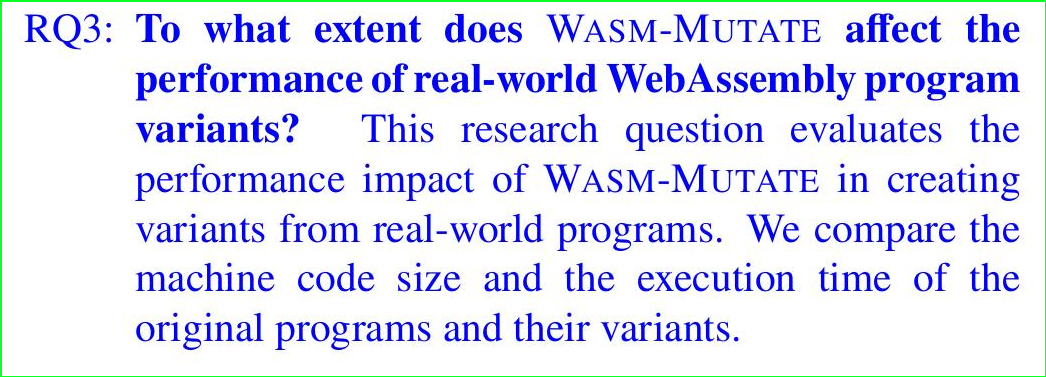 RQ3: To what extent does WASM-MUTATE affect the
performance of real-world WebAssembly program
variants? This research question evaluates the
performance impact of WASM-MUTATE in creating
variants from real-world programs. We compare the
machine code size and the execution time of the
original programs and their variants.